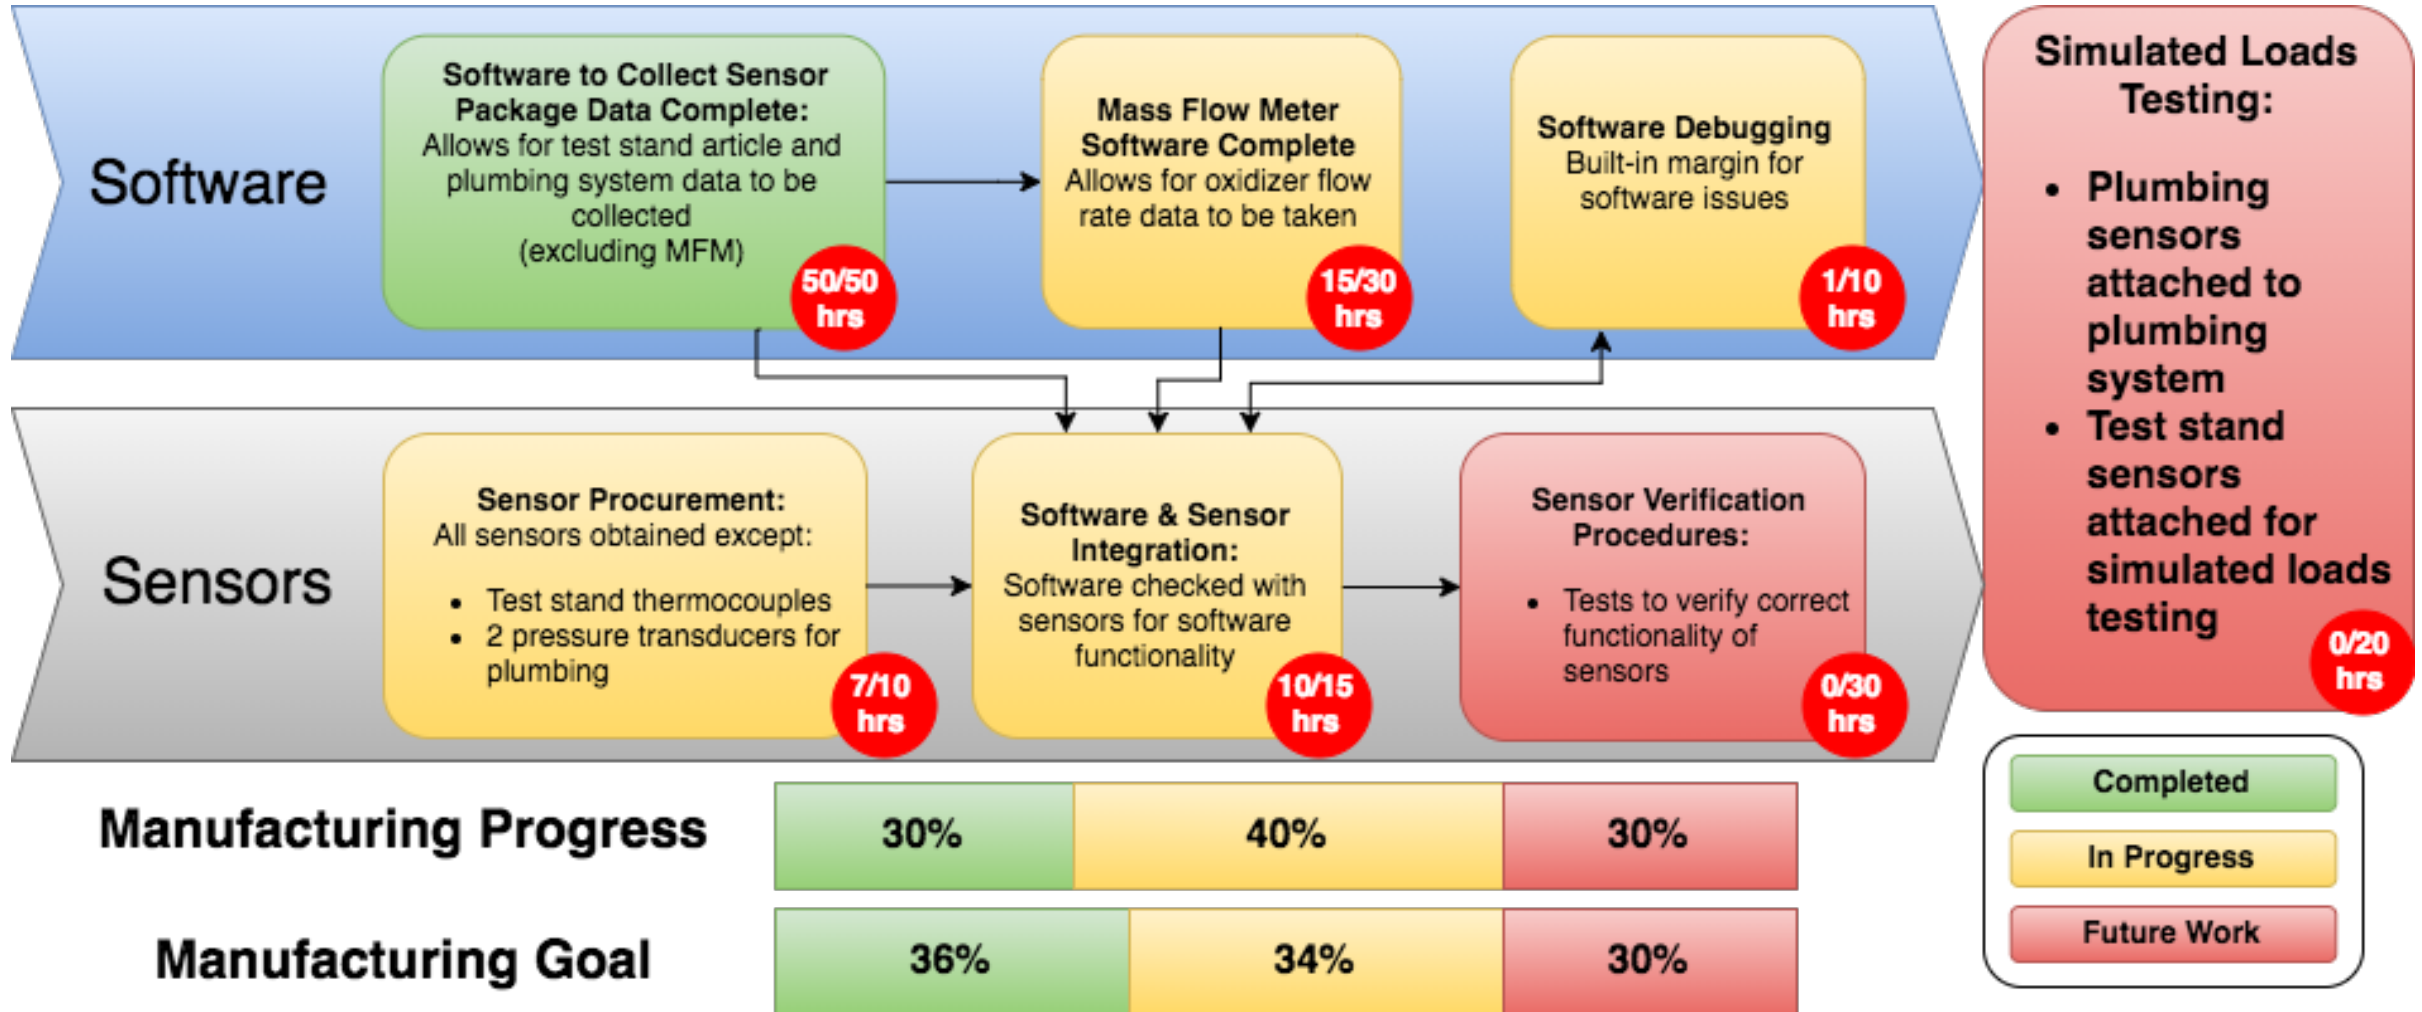 Software
Software to Collect Sensor
Package Data Complete:
Allows for test stand article and
plumbing system data to be
collected
(excluding MFM)
50/50
hrs
Mass Flow Meter
Software Complete
Allows for oxidizer flow
rate data to be taken
15/30
hrs
Software Debugging
Built-in margin for
software issues
1/10
hrs
Sensors
Sensor Procurement:
All sensors obtained except:
• Test stand thermocouples
• 2 pressure transducers for
plumbing
7/10
hrs
Software & Sensor
Integration:
Software checked with
sensors for software
functionality
10/15
hrs
Sensor Verification
Procedures:
• Tests to verify correct
functionality of
sensors
0/30
hrs
Simulated Loads
Testing:
• Plumbing
sensors
attached to
plumbing
system
• Test stand
sensors
attached for
simulated loads
testing
0/20
hrs
Manufacturing Progress
30%
40%
30%
Manufacturing Goal
36%
34%
30%
Completed
In Progress
Future Work